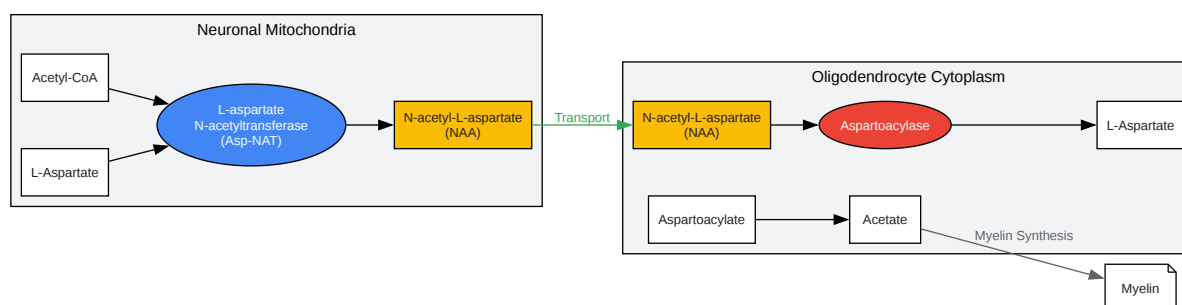 Neuronal Mitochondria
Acetyl-CoA
L-Aspartate
L-aspartate
N-acetyltransferase
(Asp-NAT)
N-acetyl-L-aspartate
(NAA)
Transport
Oligodendrocyte Cytoplasm
N-acetyl-L-aspartate
(NAA)
Aspartoacylase
L-Aspartate
Aspartoacylate
Acetate
Myelin Synthesis
Myelin